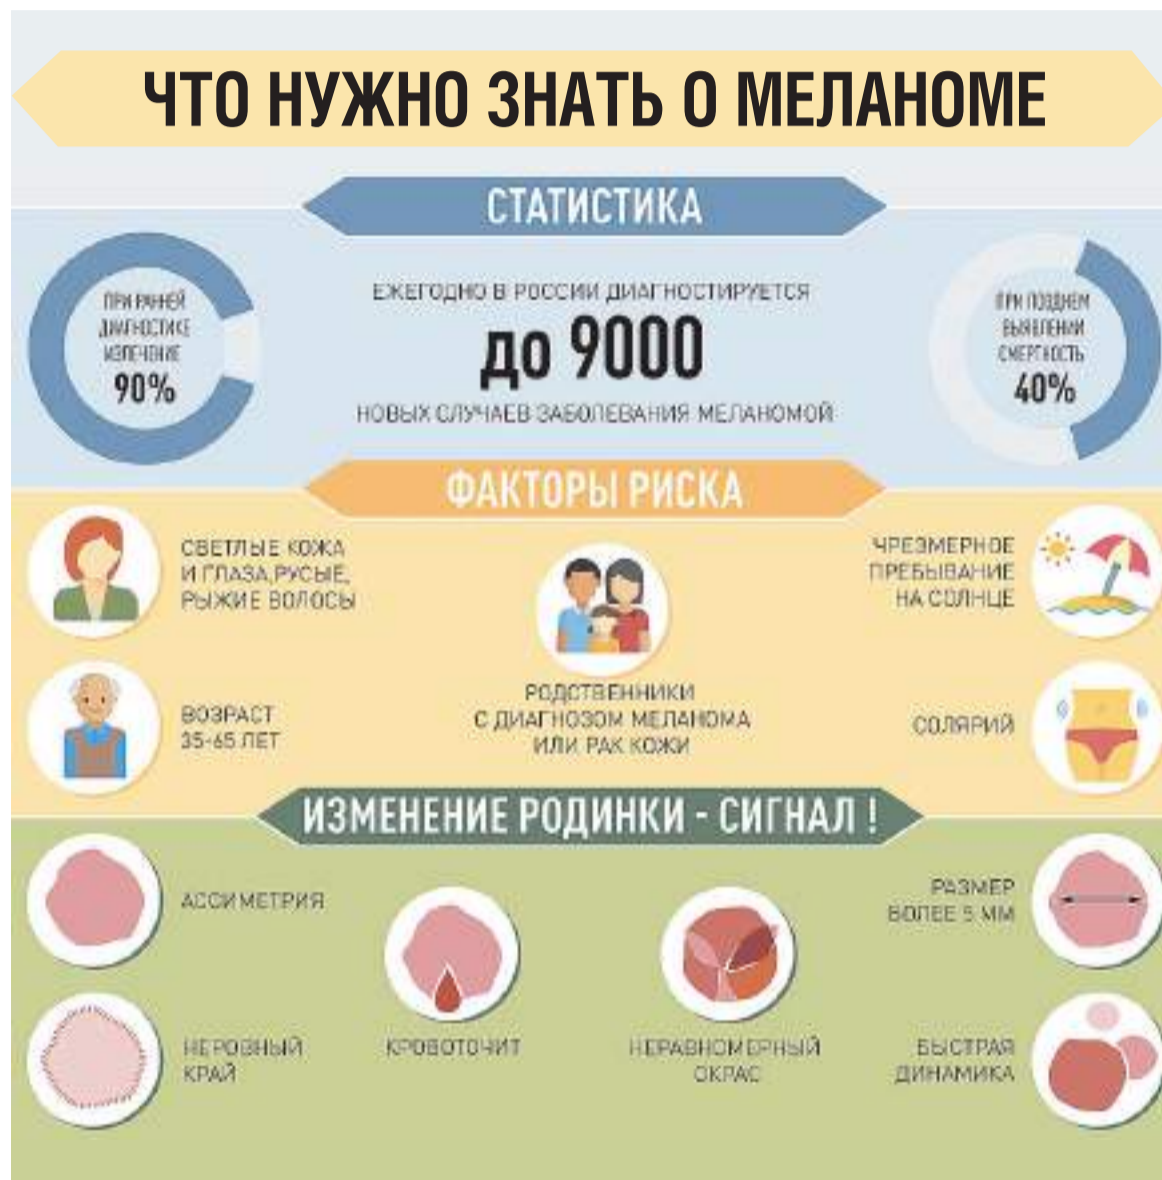 ЧТО НУЖНО ЗНАТЬ О МЕЛАНОМЕ
СТАТИСТИКА
ПРИ РАННЕЙ
ДИАГНОСТИКЕ
ИЗЛЕЧЕНИЕ
90%
ЕЖЕГОДНО В РОССИИ ДИАГНОСТИРУЕТСЯ
до 9000
НОВЫХ СЛУЧАЕВ ЗАБОЛЕВАНИЯ МЕЛАНОМОЙ
ПРИ ПОЗДНЕМ
ВЫЯВЛЕНИИ
СМЕРТНОСТЬ
40%
ФАКТОРЫ РИСКА
СВЕТЛЫЕ КОЖА
И ГЛАЗА,РУСЫЕ,
РЫЖИЕ ВОЛОСЫ
ВОЗРАСТ
35-65 ЛЕТ
РОДСТВЕННИКИ
С ДИАГНОЗОМ МЕЛАНОМА
ИЛИ РАК КОЖИ
ЧРЕЗМЕРНОЕ
ПРЕБЫВАНИЕ
НА СОЛНЦЕ
СОЛЯРИЙ
ИЗМЕНЕНИЕ РОДИНКИ - СИГНАЛ !
АССИМЕТРИЯ
НЕРОВНЫЙ
КРАЙ
КРОВОТОЧИТ
НЕРАВНОМЕРНЫЙ
ОКРАС
РАЗМЕР
БОЛЕЕ 5 ММ
БЫСТРАЯ
ДИНАМИКА